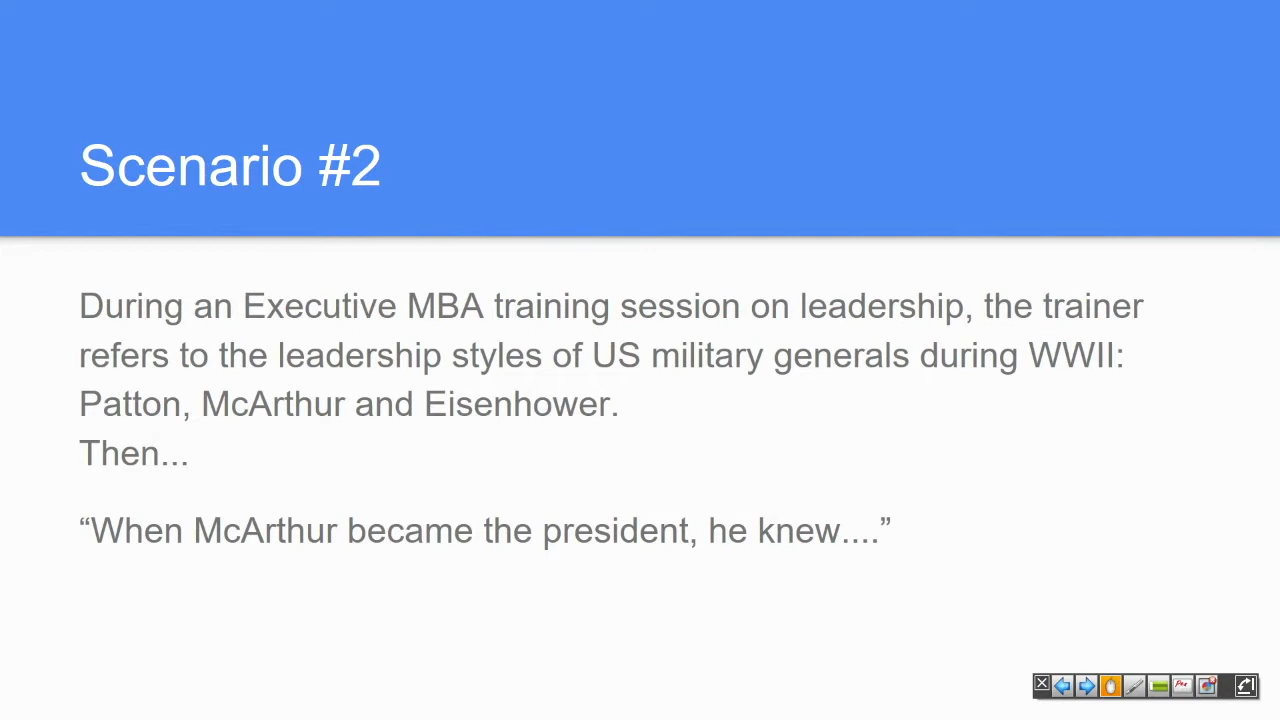 Scenario #2
During an Executive MBA training session on leadership, the trainer
refers to the leadership styles of US military generals during WWII:
Patton, McArthur and Eisenhower.
Then...
“When McArthur became the president, he knew....”